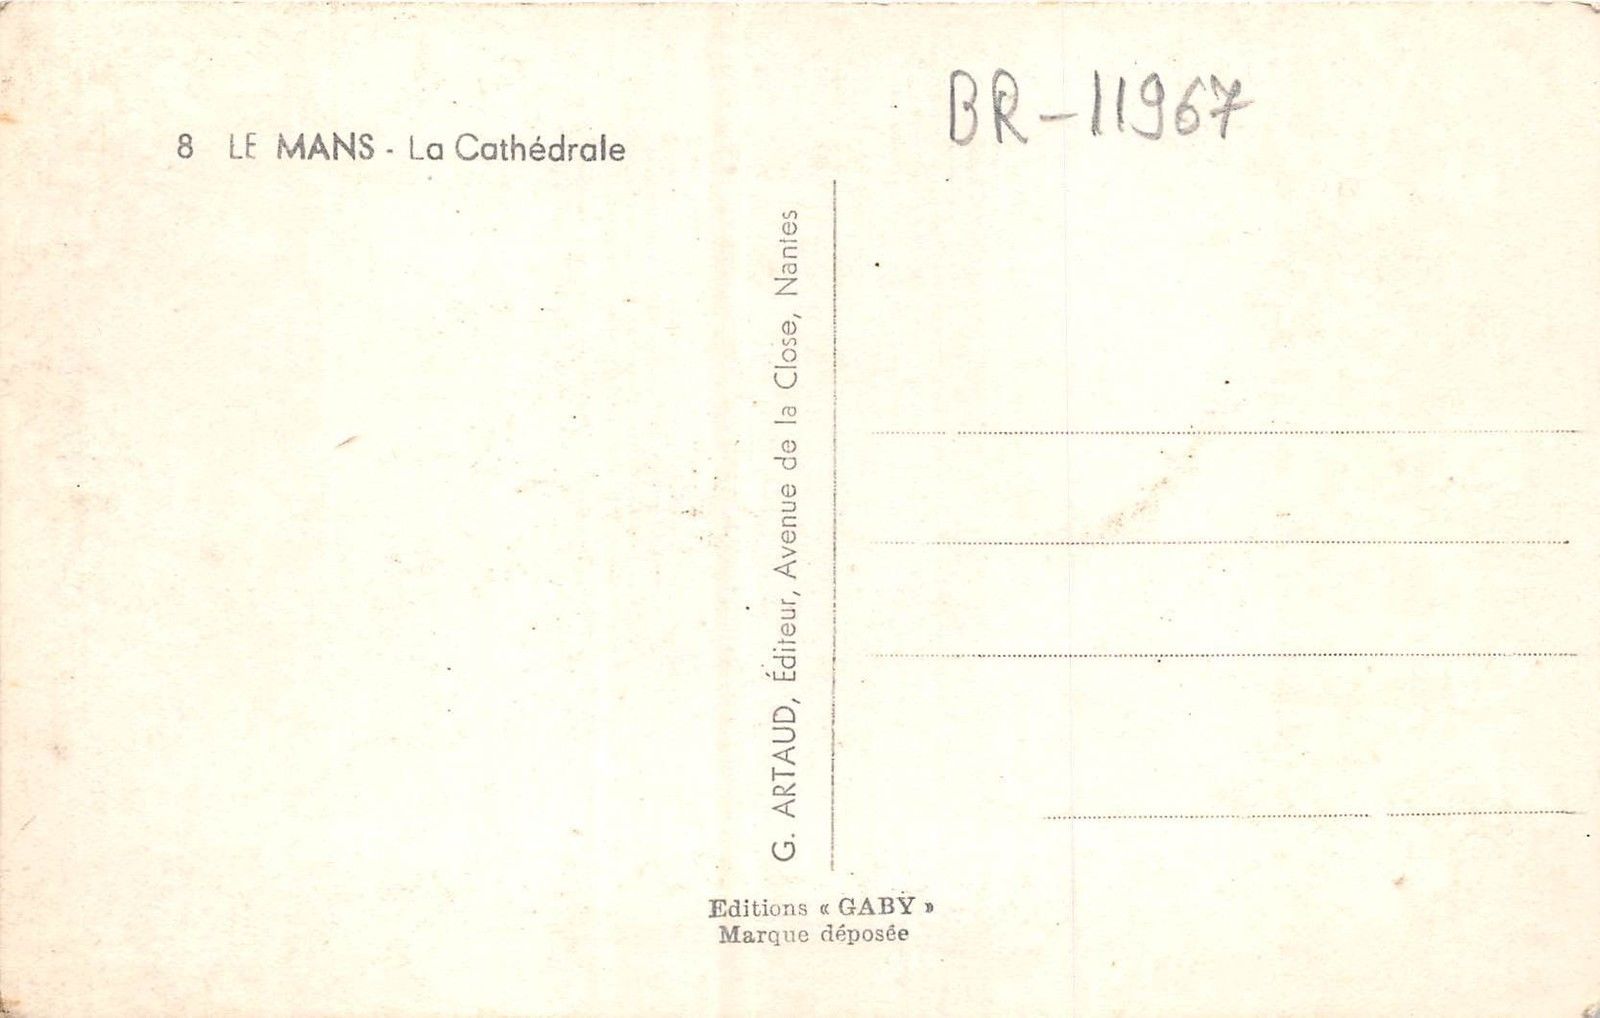 BR-11967
8 LE MANS - La Cathédrale
G. ARTAUD, Éditeur, Avenue de la Close, Nantes
Editions « GABY »
Marque déposée